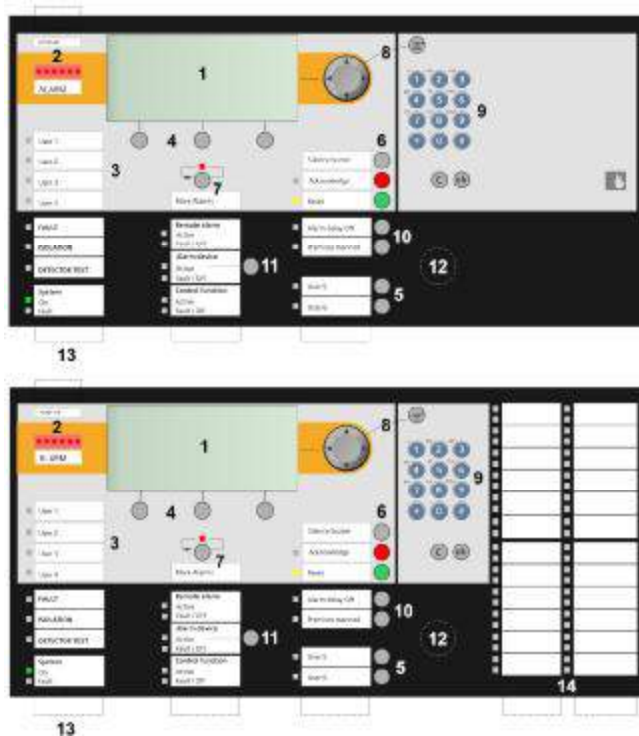 2
ALARM
1
8
9
User 1
User 2
User 3
User 4
3
4
6
7
Silence buzzer
Acknowledge
Reset
More Alarms
C
ok
FAULT
ISOLATION
DETECTOR TEST
System
On
Fault
Remote alarm
Active
Fault / OFF
Alarm device
Active
Fault / OFF
Control Function
Active
Fault / Off
11
Alarm delay Off
Premises manned
10
User 5
User 6
5
12
13
2
ALARM
1
8
9
User 1
User 2
User 3
User 4
3
4
6
7
Silence buzzer
Acknowledge
Reset
More Alarms
C
ok
FAULT
ISOLATION
DETECTOR TEST
System
On
Fault
Remote alarm
Active
Fault / OFF
Alarm device
Active
Fault / OFF
Control Function
Active
Fault / Off
11
Alarm delay Off
Premises manned
10
User 5
User 6
5
12
14
13